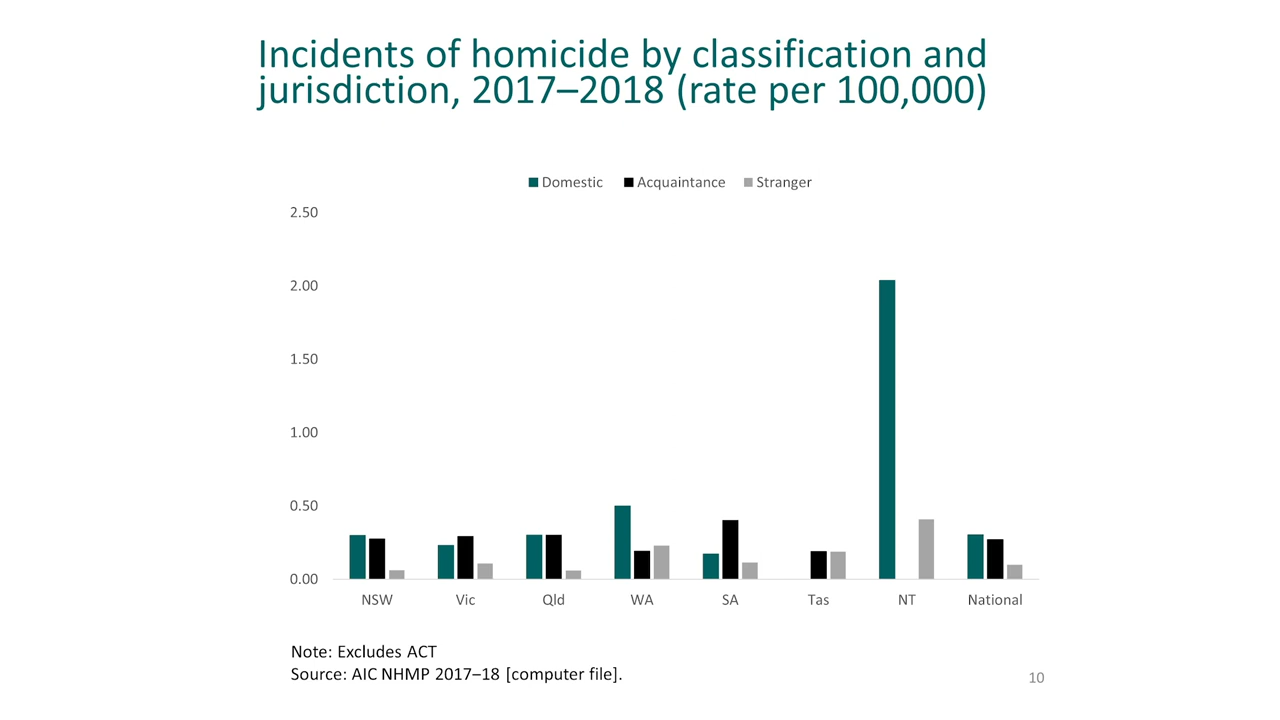 Incidents of homicide by classification and
jurisdiction, 2017–2018 (rate per 100,000)
Domestic Acquaintance Stranger
2.50
2.00
1.50
1.00
0.50
0.00
NSW Vic Qld WA SA Tas NT National
Note: Excludes ACT
Source: AIC NHMP 2017–18 [computer file].
10